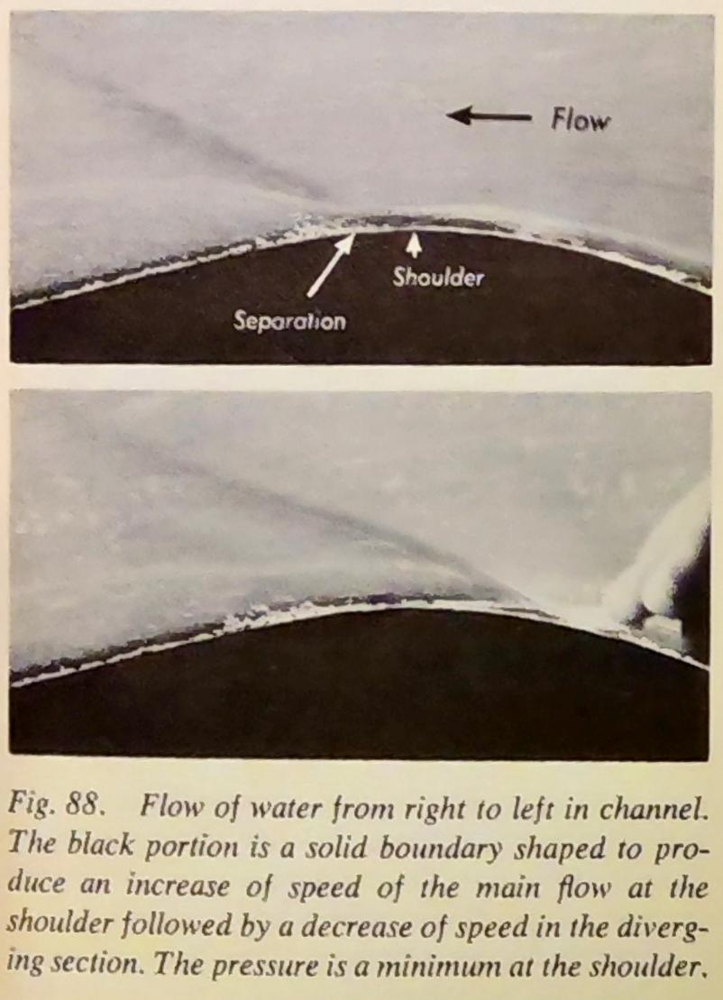 Flow
Shoulder
Separation
Fig. 88. Flow of water from right to left in channel.
The black portion is a solid boundary shaped to pro-
duce an increase of speed of the main flow at the
shoulder followed by a decrease of speed in the diverg-
ing section. The pressure is a minimum at the shoulder.